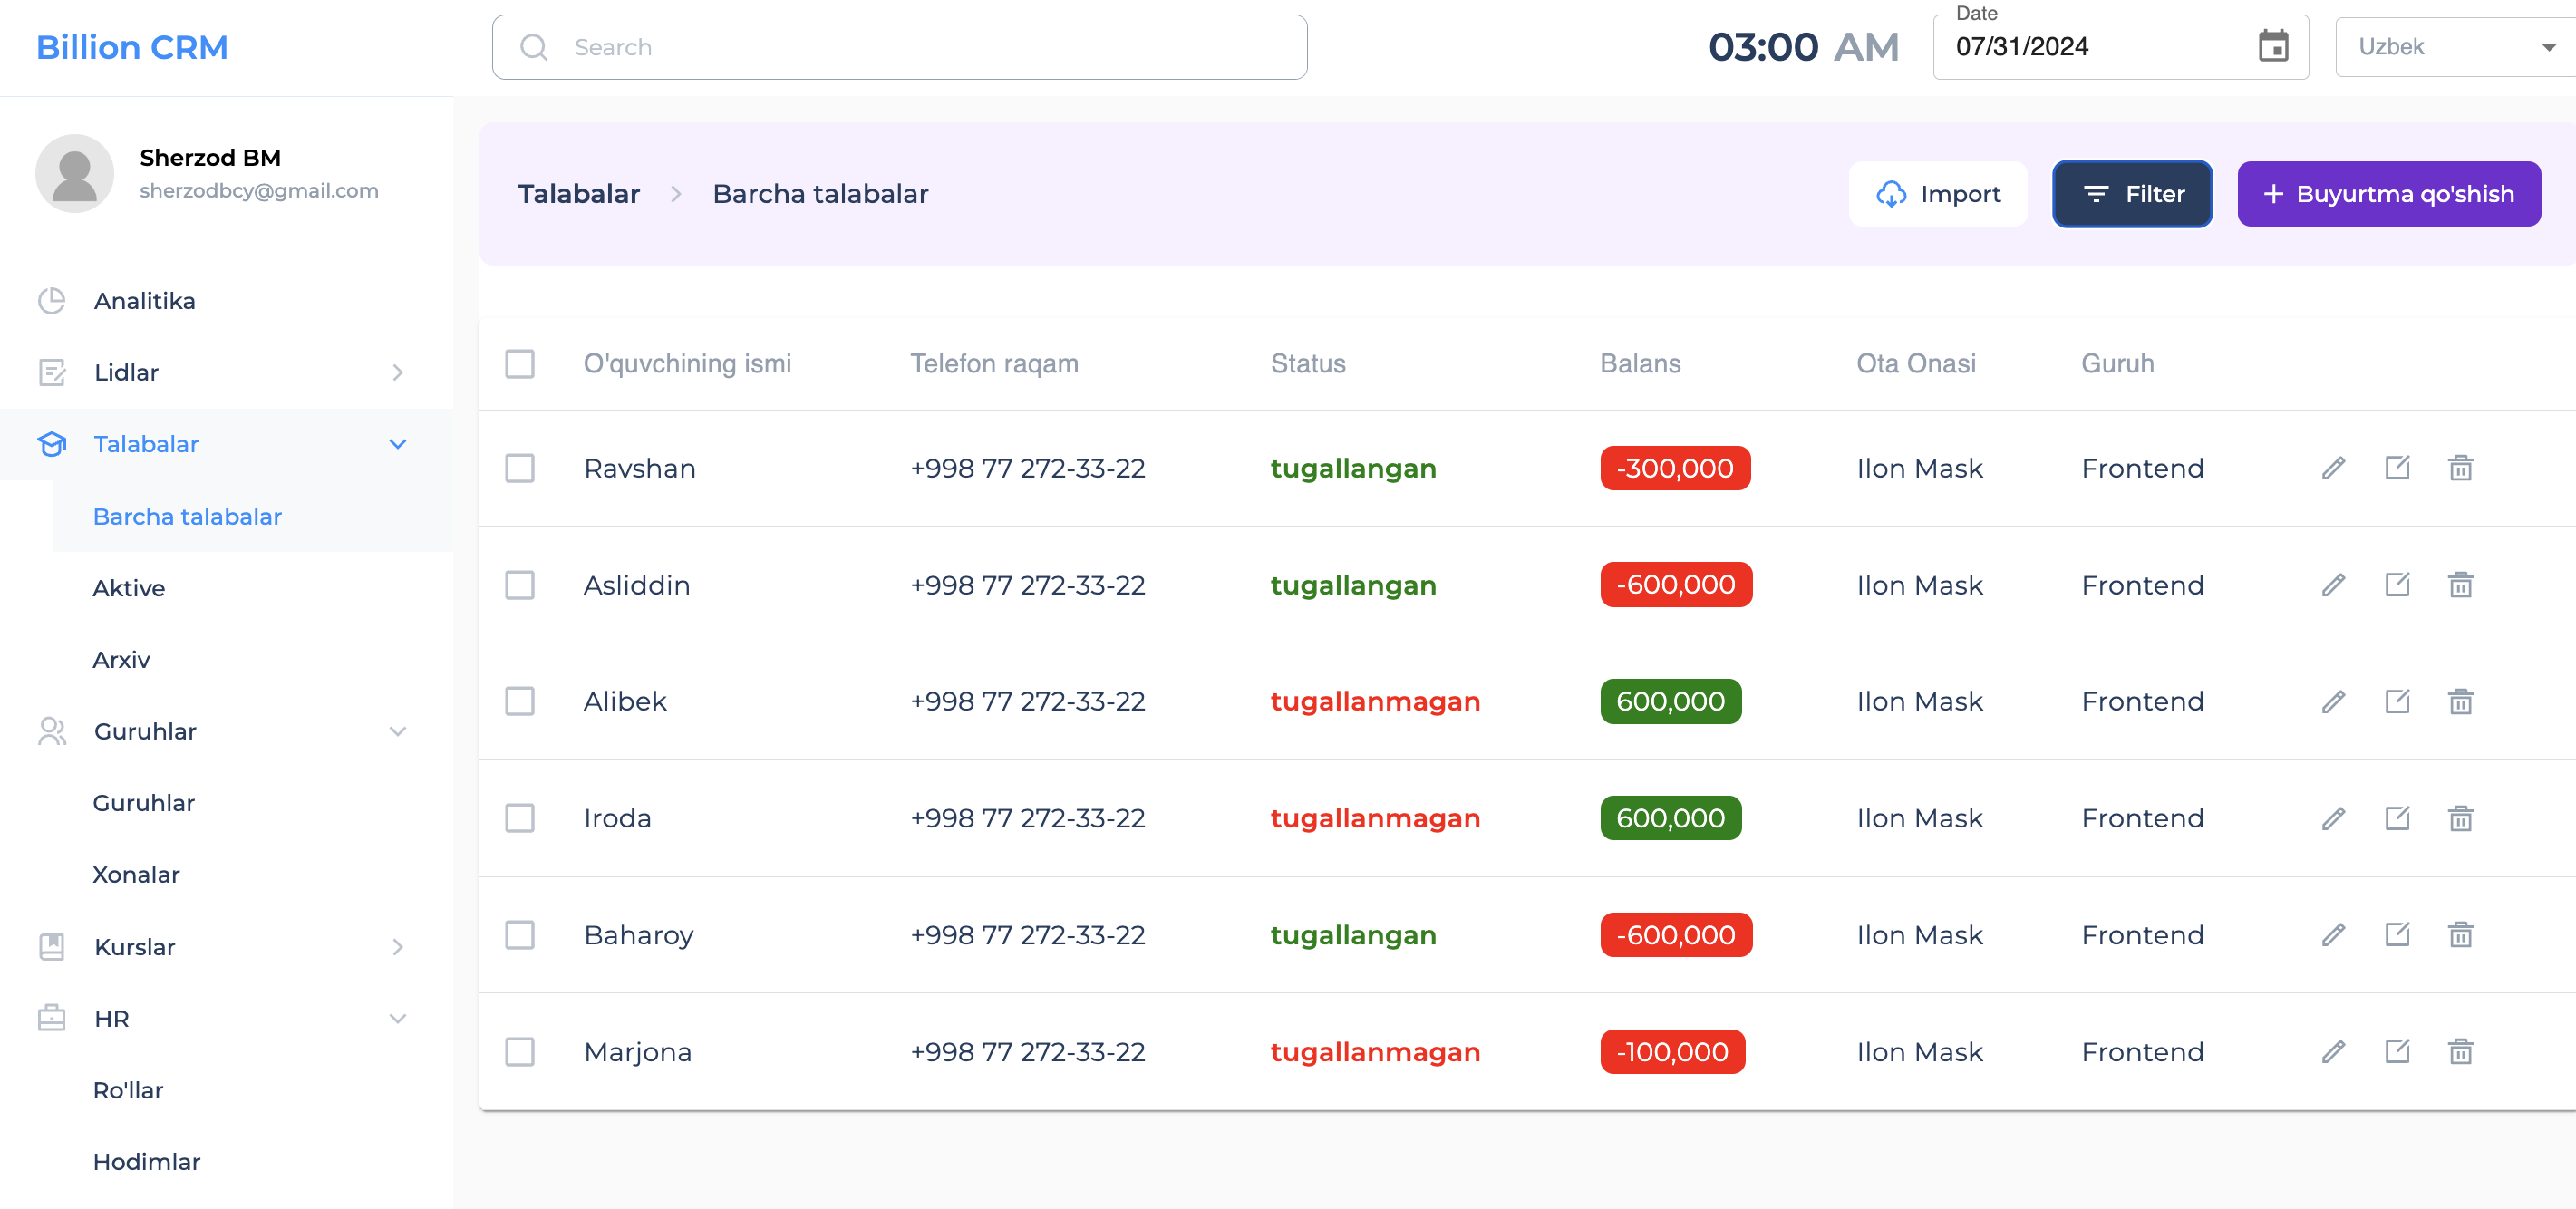 Billion CRM
Search
03:00 AM
Date
07/31/2024
Uzbek
Sherzod BM
sherzodbcy@gmail.com
Analitika
Lidlar
Talabalar
Barcha talabalar
Aktive
Arxiv
Guruhlar
Guruhlar
Xonalar
Kurslar
HR
Ro'llar
Hodimlar
Talabalar > Barcha talabalar
Import
Filter
+ Buyurtma qo'shish
O'quvchining ismi Telefon raqam Status Balans Ota Onasi Guruh
Ravshan +998 77 272-33-22 tugallangan -300,000 Ilon Mask Frontend
Asliddin +998 77 272-33-22 tugallangan -600,000 Ilon Mask Frontend
Alibek +998 77 272-33-22 tugallanmagan 600,000 Ilon Mask Frontend
Iroda +998 77 272-33-22 tugallanmagan 600,000 Ilon Mask Frontend
Baharoy +998 77 272-33-22 tugallangan -600,000 Ilon Mask Frontend
Marjona +998 77 272-33-22 tugallanmagan -100,000 Ilon Mask Frontend